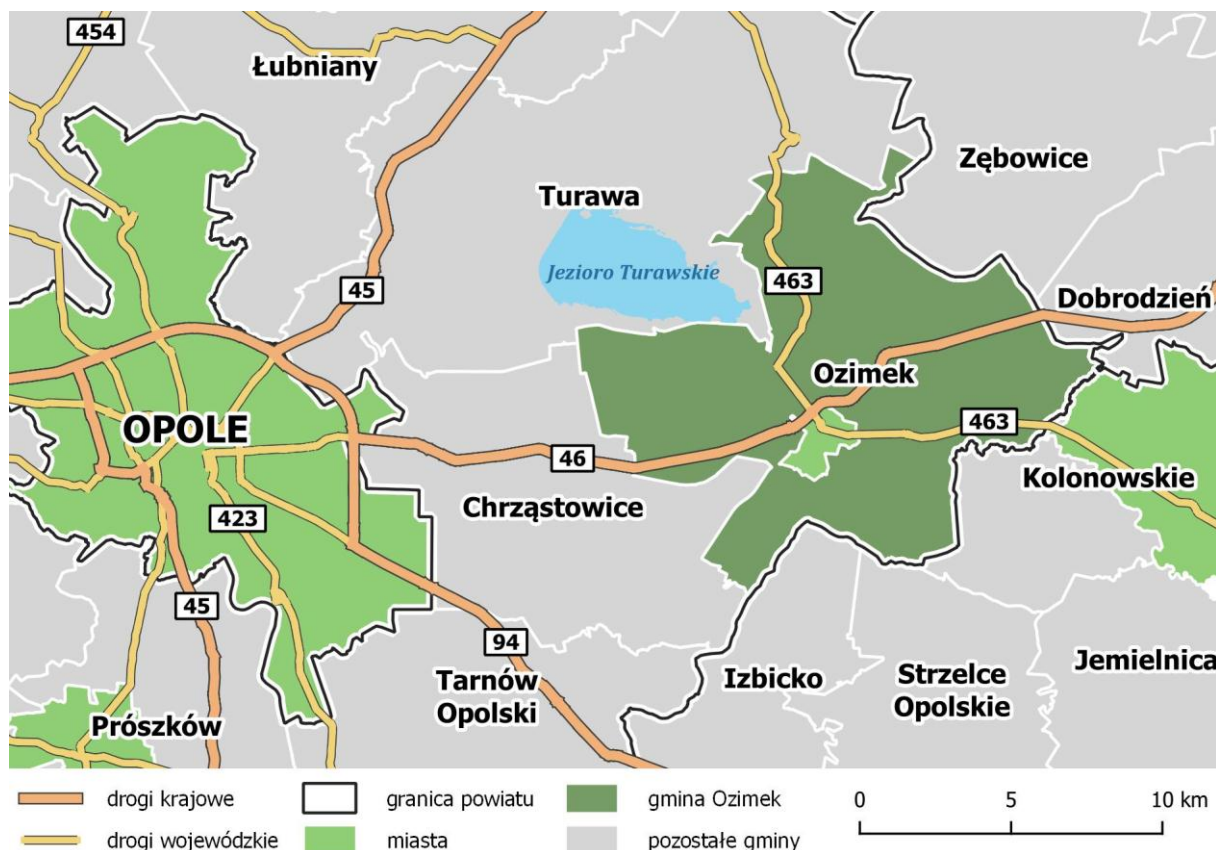 454
Łubniany
Zębowice
Turawa
Jezioro Turawskie
45
463
Dobrodzień
Ozimek
OPOLE
463
46
Kolonowskie
Chrząstowice
423
45
94
Tarnów
Opolski
Izbicko
Strzelce
Opolskie
Jemielnica
Prószków
drogi krajowe
granica powiatu
gmina Ozimek
0 5 10 km
drogi wojewódzkie
miasta
pozostałe gminy